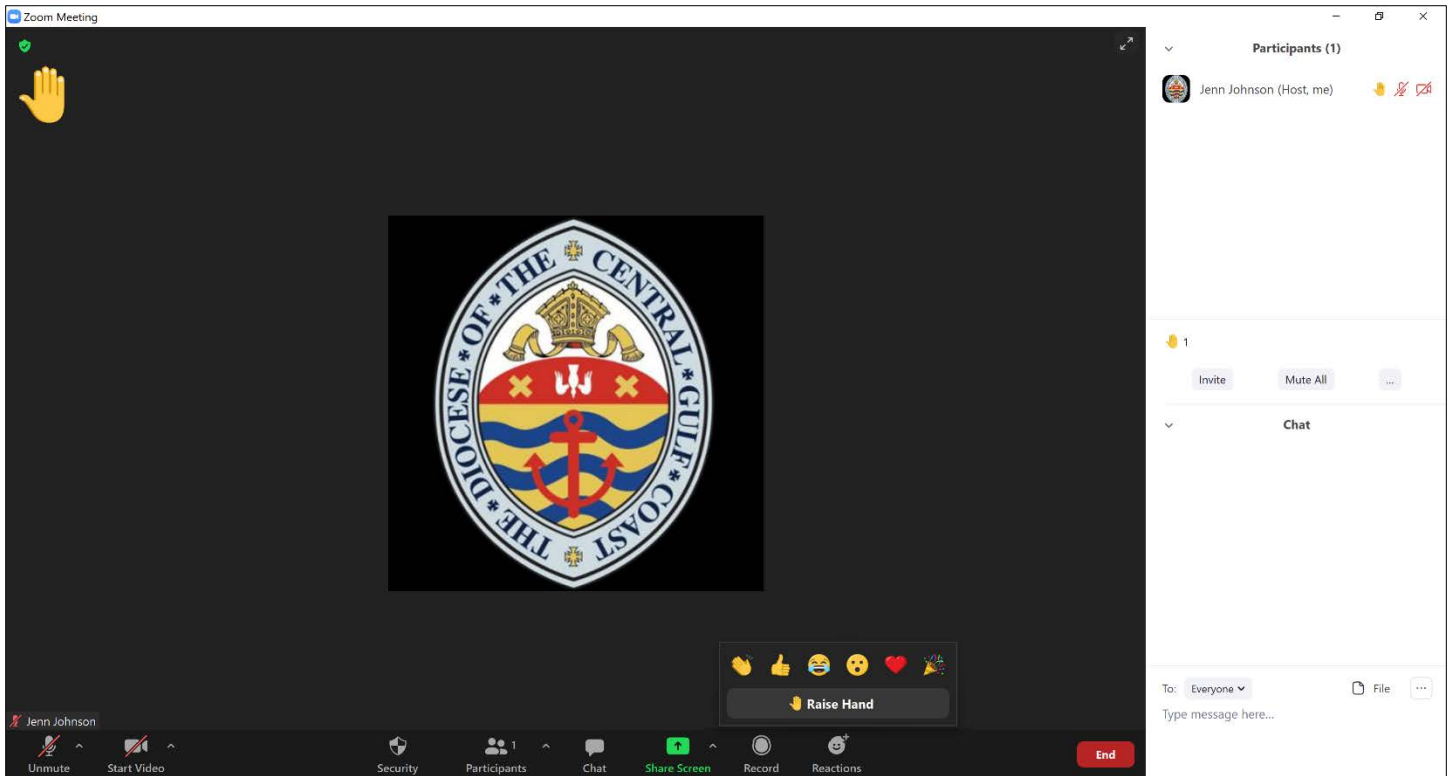 Zoom Meeting
Participants (1)
Jenn Johnson (Host, me)
THE DIOCESE OF THE CENTRAL GULF COAST
1
Invite
Mute All
...
Chat
Raise Hand
To: Everyone
File
...
Type message here...
Jenn Johnson
Unmute
Start Video
Security
1
Participants
Chat
Share Screen
Record
Reactions
End